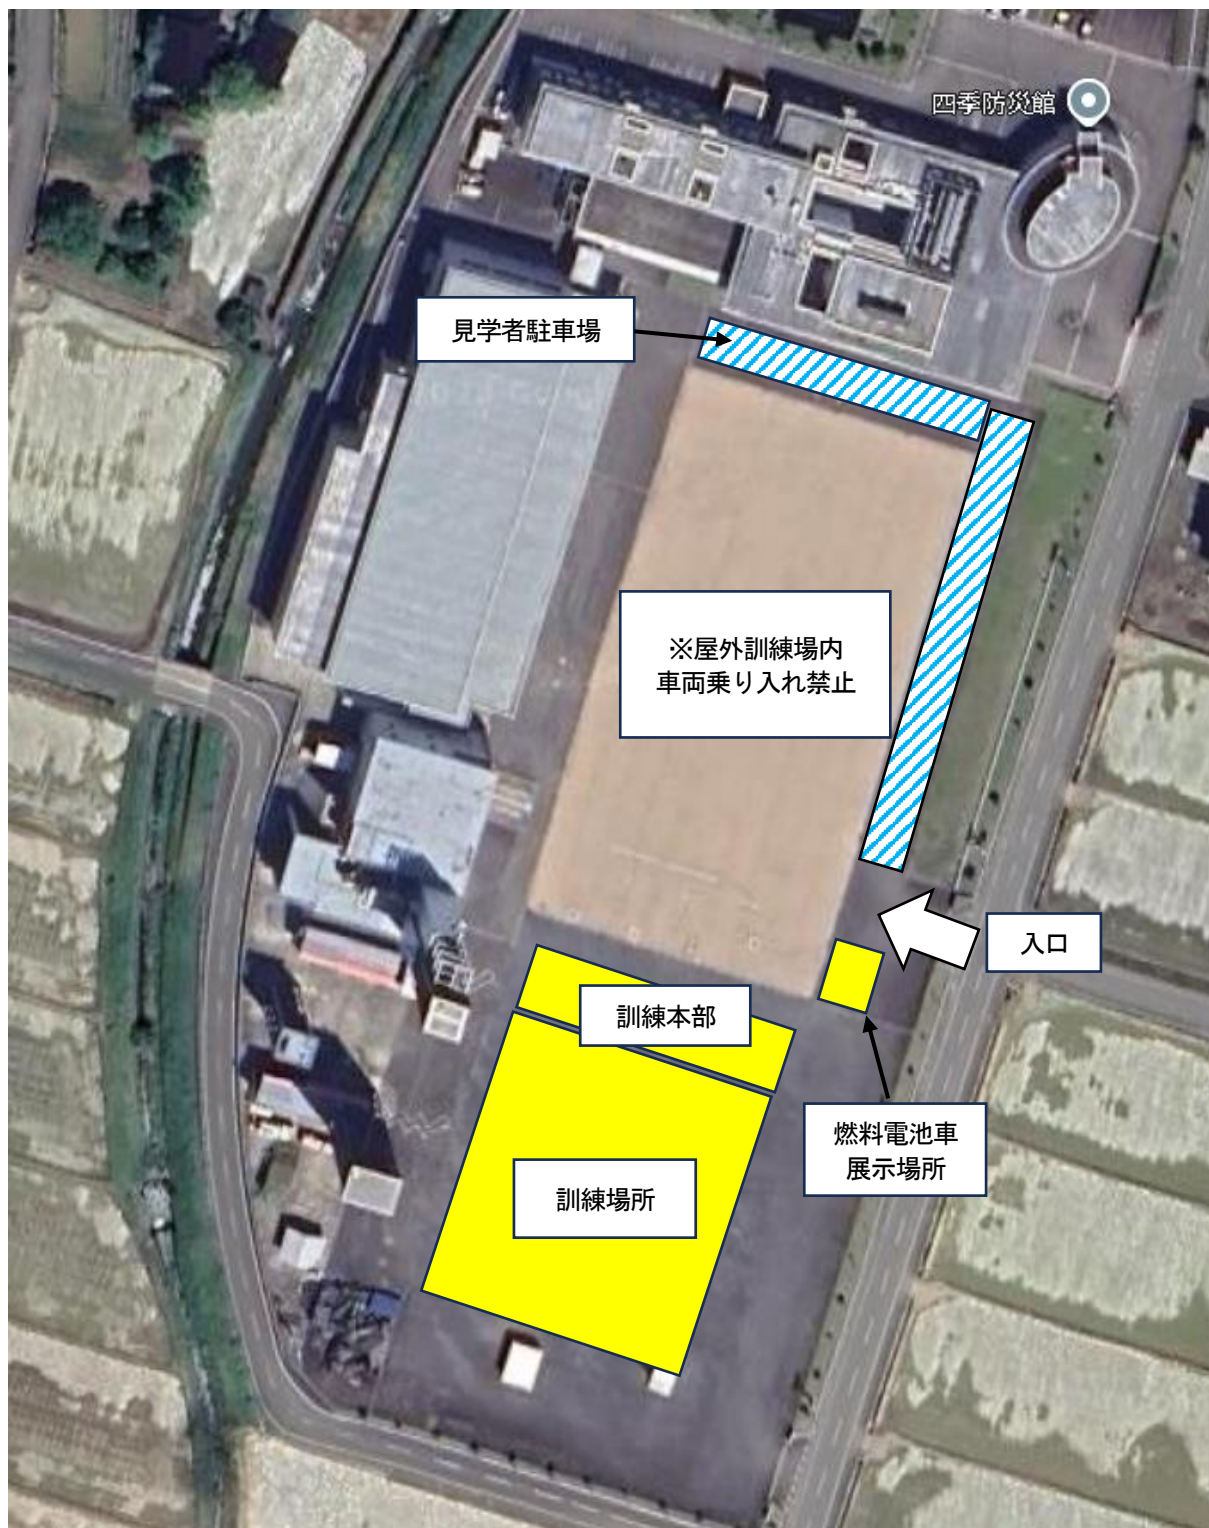 四季防災館
見学者駐車場
※屋外訓練場内
車両乗り入れ禁止
入口
訓練本部
燃料電池車
展示場所
訓練場所